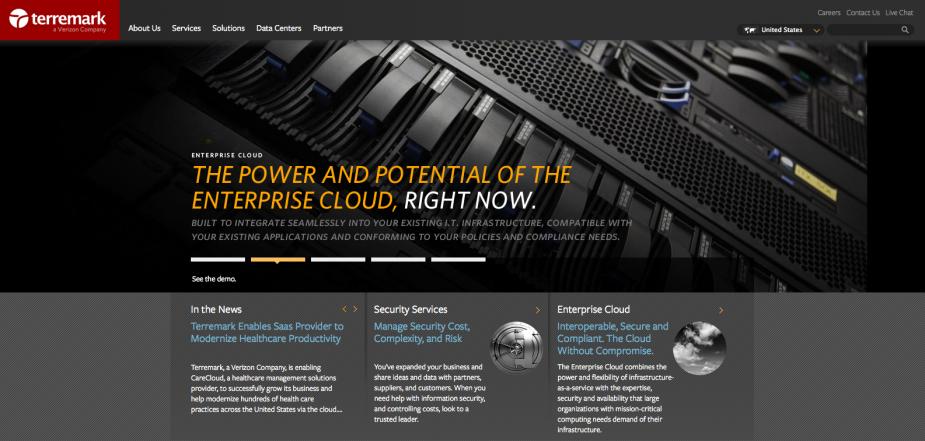 terremark
a Verizon Company
About Us Services Solutions Data Centers Partners
Careers Contact Us Live Chat
United States
ENTERPRISE CLOUD
THE POWER AND POTENTIAL OF THE
ENTERPRISE CLOUD, RIGHT NOW.
BUILT TO INTEGRATE SEAMLESSLY INTO YOUR EXISTING I.T. INFRASTRUCTURE, COMPATIBLE WITH
YOUR EXISTING APPLICATIONS AND CONFORMING TO YOUR POLICIES AND COMPLIANCE NEEDS.
See the demo.
In the News
Terremark Enables Saas Provider to
Modernize Healthcare Productivity
Terremark, a Verizon Company, is enabling
CareCloud, a healthcare management solutions
provider, to successfully grow its business and
help modernize hundreds of health care
practices across the United States via the cloud....
Security Services
Manage Security Cost,
Complexity, and Risk
You've expanded your business and
share ideas and data with partners,
suppliers, and customers. When you
need help with information security,
and controlling costs, look to a
trusted leader.
Enterprise Cloud
Interoperable, Secure and
Compliant. The Cloud
Without Compromise.
The Enterprise Cloud combines the
power and flexibility of infrastructure-
as-a-service with the expertise,
security and availability that large
organizations with mission-critical
computing needs demand of their
infrastructure.